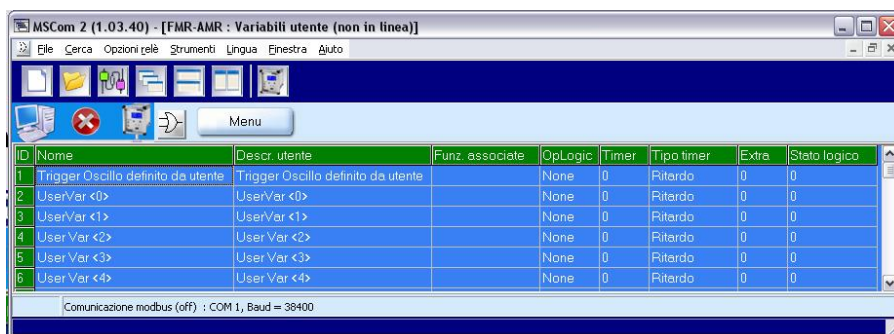 MSCom 2 (1.03.40) - [FMR-AMR : Variabili utente (non in linea)]
File Cerca Opzioni relè Strumenti Lingua Finestra Aiuto
Menu
ID Nome Descr. utente Funz. associate OpLogic Timer Tipo timer Extra Stato logico
1 Trigger Oscillo definito da utente Trigger Oscillo definito da utente None 0 Ritardo 0 0
2 UserVar <0> UserVar <0> None 0 Ritardo 0 0
3 UserVar <1> UserVar <1> None 0 Ritardo 0 0
4 User Var <2> User Var <2> None 0 Ritardo 0 0
5 User Var <3> User Var <3> None 0 Ritardo 0 0
6 User Var <4> User Var <4> None 0 Ritardo 0 0
Comunicazione modbus (off) : COM 1, Baud = 38400